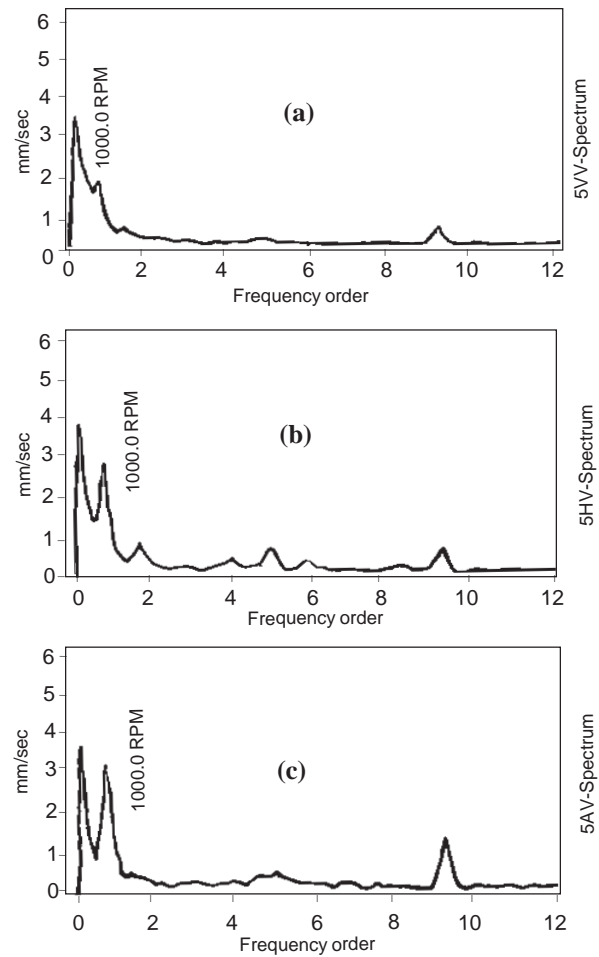 6
5
4
3
2
1
0
mm/sec
1000.0 RPM
(a)
5VV-Spectrum
0 2 4 6 8 10 12
Frequency order
6
5
4
3
2
1
0
mm/sec
1000.0 RPM
(b)
5HV-Spectrum
0 2 4 6 8 10 12
Frequency order
6
5
4
3
2
1
0
mm/sec
1000.0 RPM
(c)
5AV-Spectrum
0 2 4 6 8 10 12
Frequency order